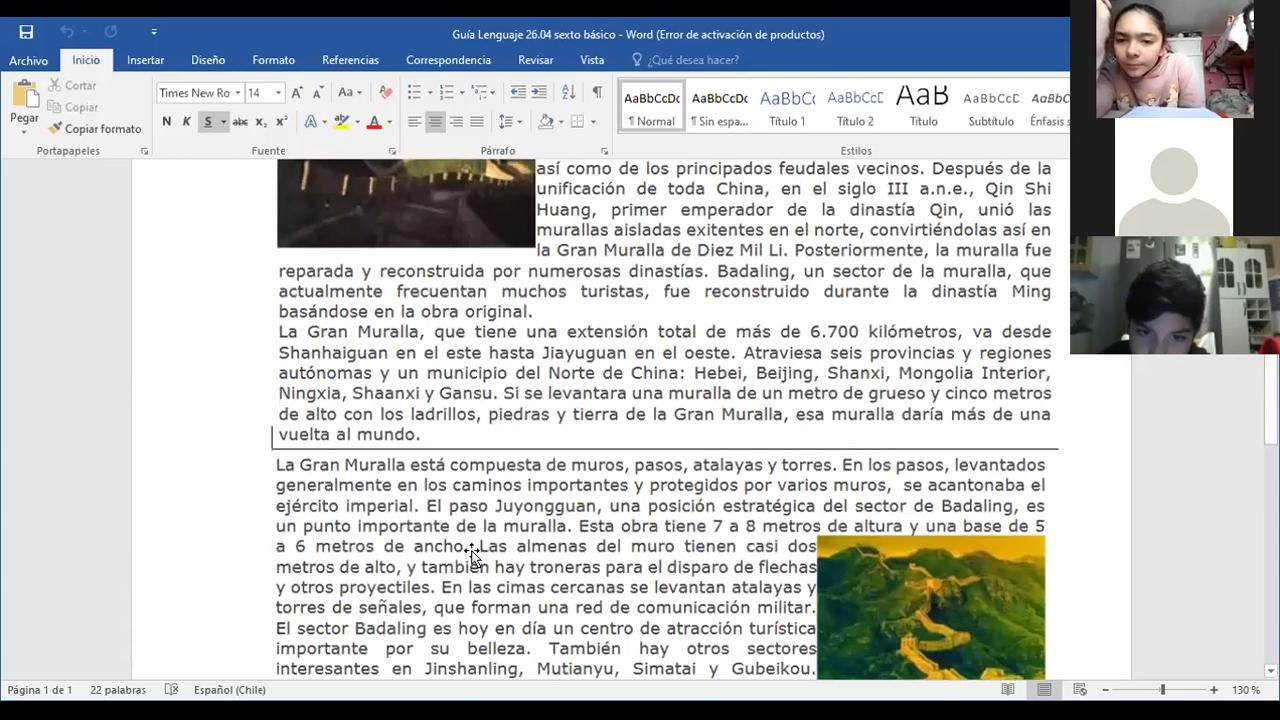 Guía Lenguaje 26.04 sexto básico - Word (Error de activación de productos)
Archivo Inicio Insertar Diseño Formato Referencias Correspondencia Revisar Vista ¿Qué desea hacer?
Pegar
Cortar
Copiar
Copiar formato
Portapapeles
Times New Ro 14
N K S abc x₂ x²
Fuente
Párrafo
AaBbCcDc AaBbCcDc AaBbCcD AaBbCcD AaB AaBbCcD AaBbCcD
¶ Normal ¶ Sin espa... Título 1 Título 2 Título Subtítulo Énfasis s
Estilos
así como de los principados feudales vecinos. Después de la
unificación de toda China, en el siglo III a.n.e., Qin Shi
Huang, primer emperador de la dinastía Qin, unió las
murallas aisladas exitentes en el norte, convirtiéndolas así en
la Gran Muralla de Diez Mil Li. Posteriormente, la muralla fue
reparada y reconstruida por numerosas dinastías. Badaling, un sector de la muralla, que
actualmente frecuentan muchos turistas, fue reconstruido durante la dinastía Ming
basándose en la obra original.
La Gran Muralla, que tiene una extensión total de más de 6.700 kilómetros, va desde
Shanhaiguan en el este hasta Jiayuguan en el oeste. Atraviesa seis provincias y regiones
autónomas y un municipio del Norte de China: Hebei, Beijing, Shanxi, Mongolia Interior,
Ningxia, Shaanxi y Gansu. Si se levantara una muralla de un metro de grueso y cinco metros
de alto con los ladrillos, piedras y tierra de la Gran Muralla, esa muralla daría más de una
vuelta al mundo.
La Gran Muralla está compuesta de muros, pasos, atalayas y torres. En los pasos, levantados
generalmente en los caminos importantes y protegidos por varios muros, se acantonaba el
ejército imperial. El paso Juyongguan, una posición estratégica del sector de Badaling, es
un punto importante de la muralla. Esta obra tiene 7 a 8 metros de altura y una base de 5
a 6 metros de ancho. Las almenas del muro tienen casi dos
metros de alto, y también hay troneras para el disparo de flechas
y otros proyectiles. En las cimas cercanas se levantan atalayas y
torres de señales, que forman una red de comunicación militar.
El sector Badaling es hoy en día un centro de atracción turística
importante por su belleza. También hay otros sectores
interesantes en Jinshanling, Mutianyu, Simatai y Gubeikou.
Página 1 de 1 22 palabras Español (Chile) 130 %